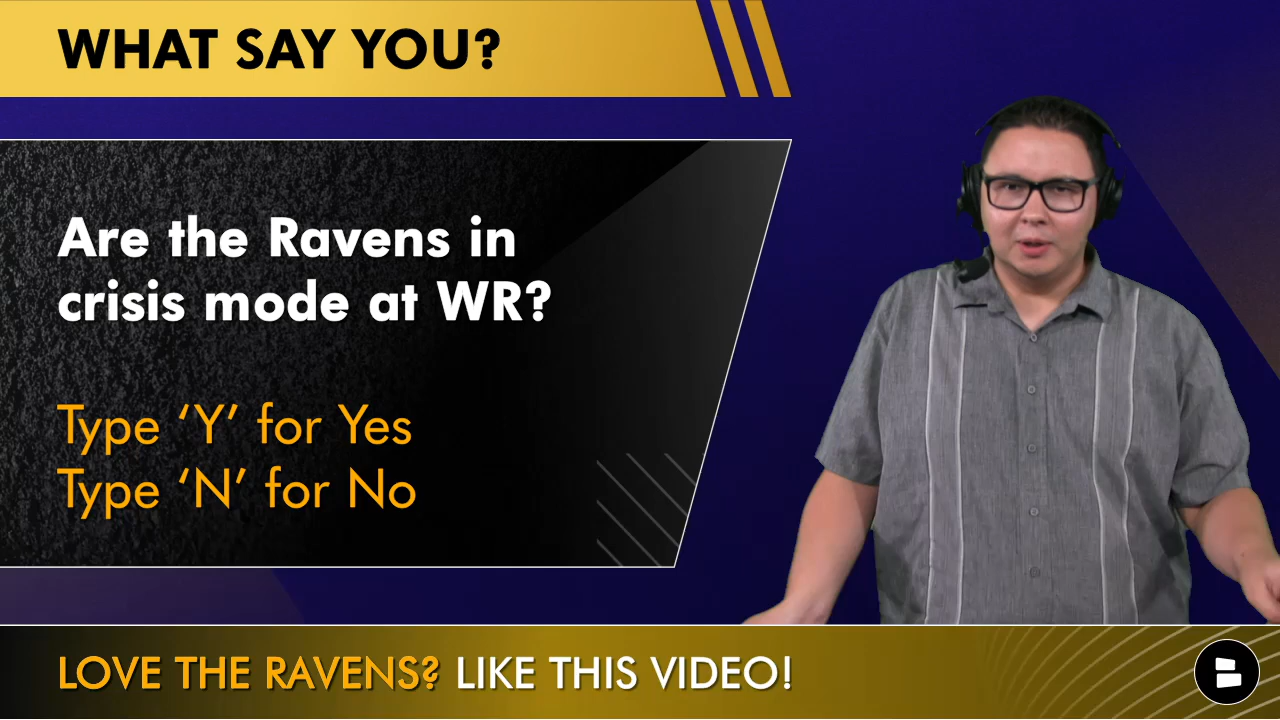 WHAT SAY YOU?
Are the Ravens in
crisis mode at WR?
Type ‘Y’ for Yes
Type ‘N’ for No
LOVE THE RAVENS? LIKE THIS VIDEO!